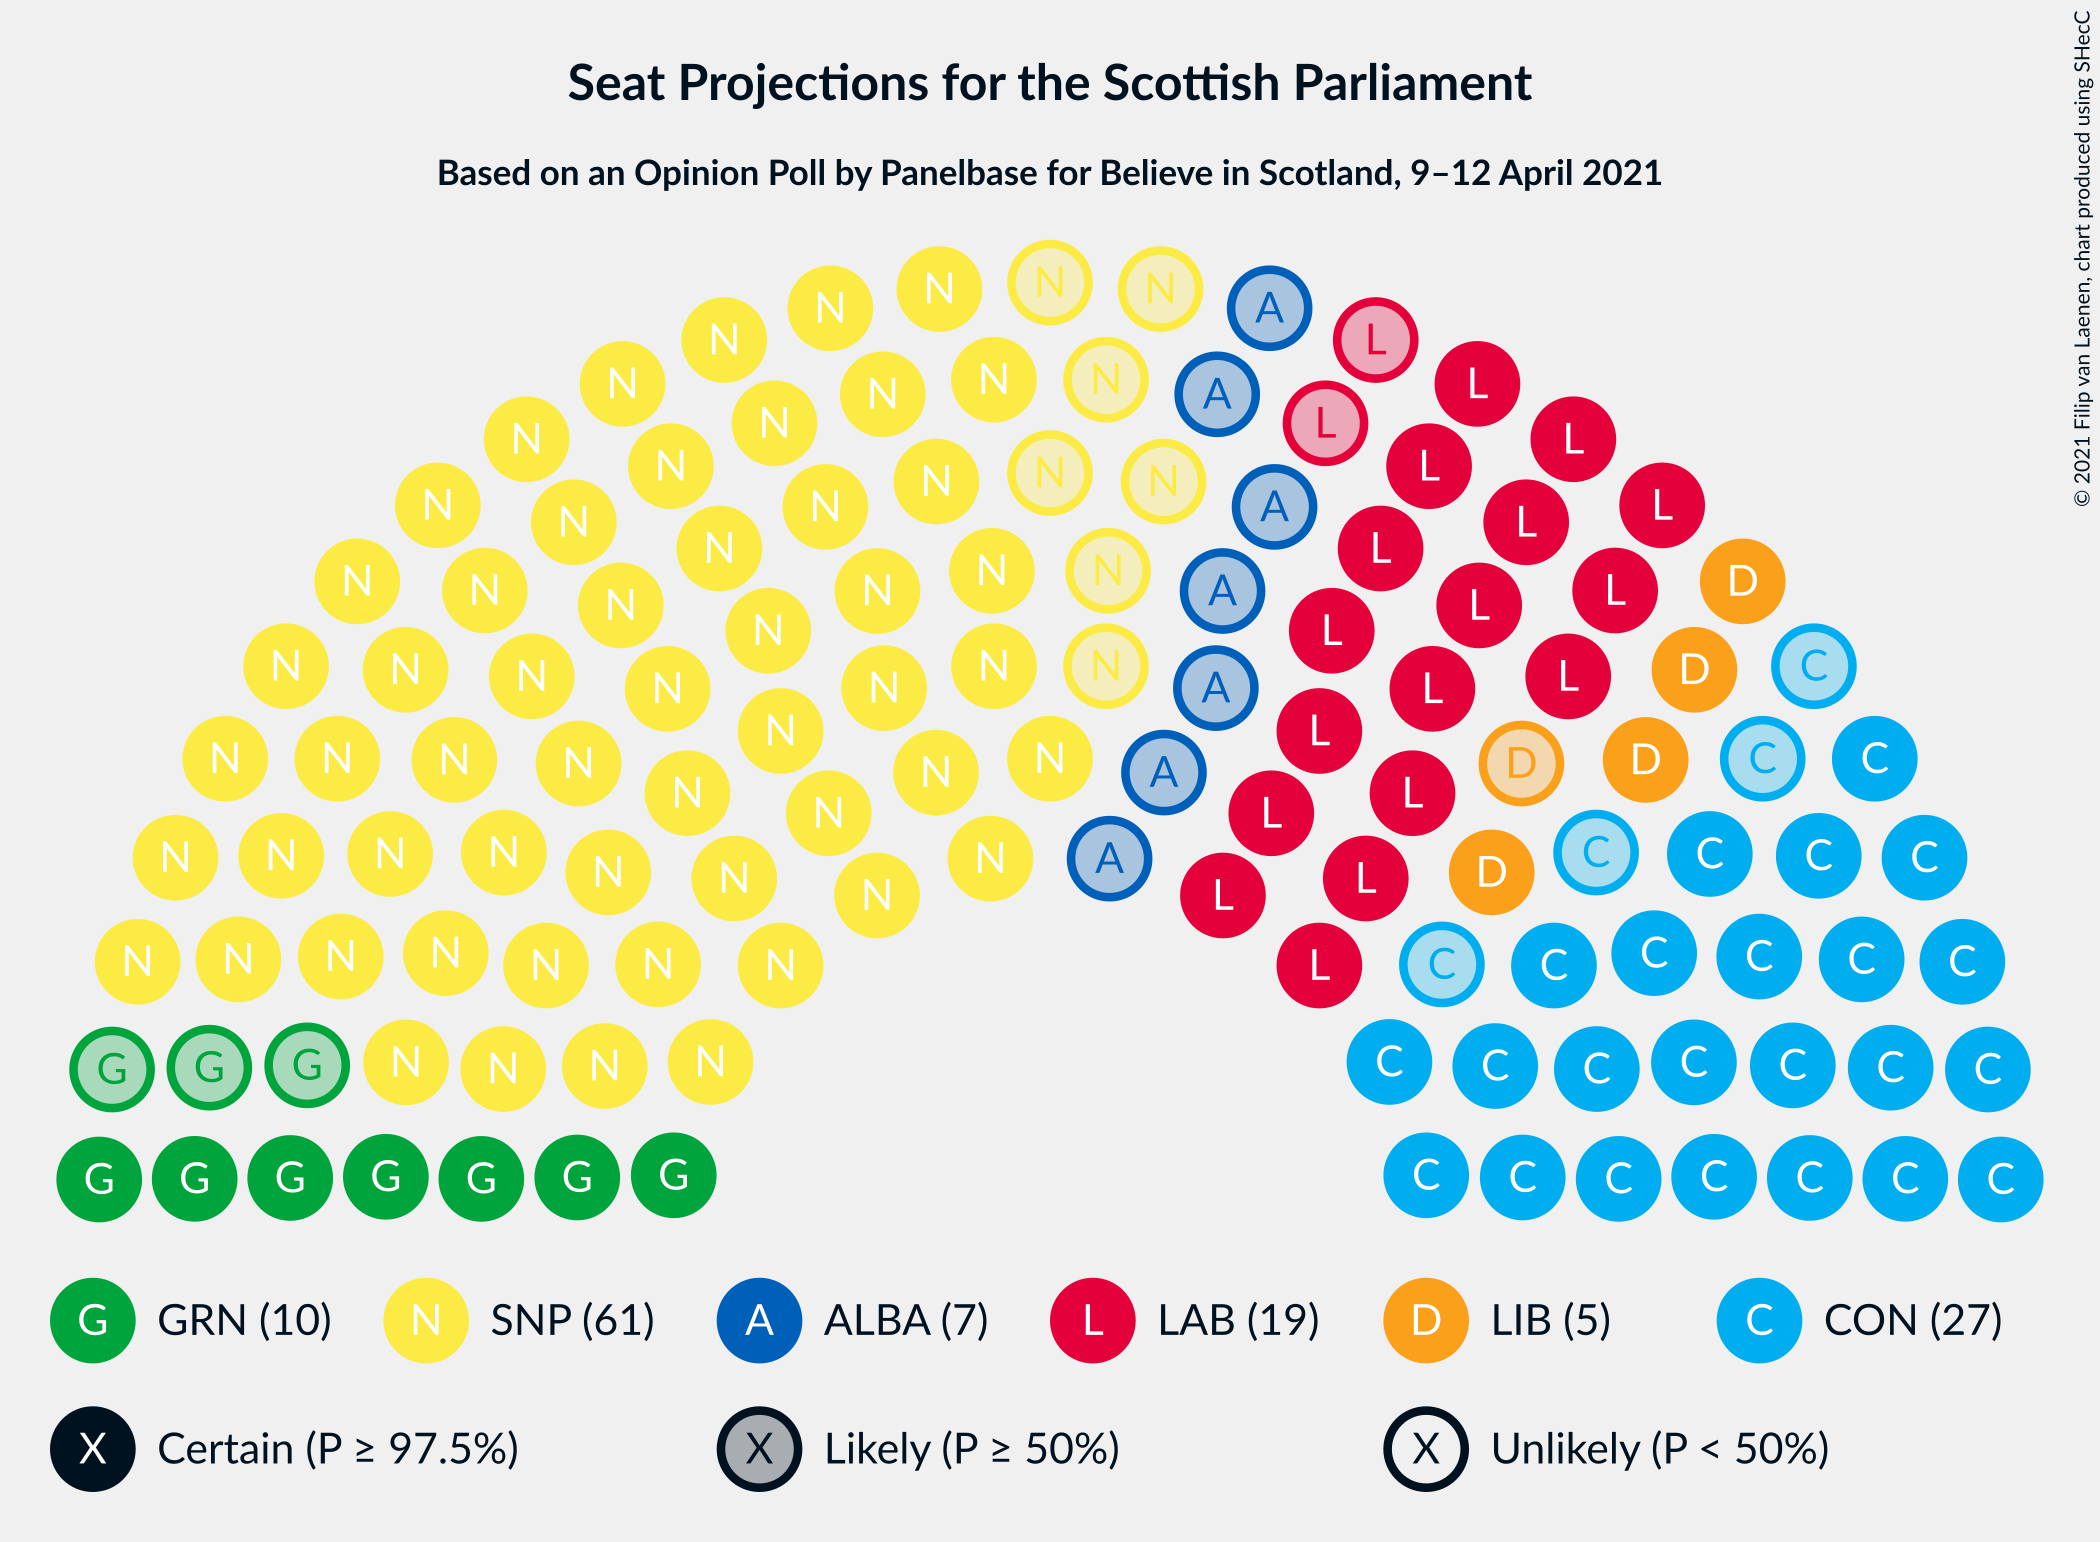 Seat Projections for the Scottish Parliament
Based on an Opinion Poll by Panelbase for Believe in Scotland, 9–12 April 2021
© 2021 Filip van Laenen, chart produced using SHecC
N N N N A
N L
N N N N A L
N N L L
N N N N L
N N N A L L
N N N N L D
N N N A L L
N L
N N N N N N N A L L D C
N L
N N N N N N N A L D D C C
N L
N N N N N N N N A L L D C C C C
N N N N N N N L C C C C C C
G G G N N N N C C C C C C C
G G G G G G G C C C C C C C
G GRN (10) N SNP (61) A ALBA (7) L LAB (19) D LIB (5) C CON (27)
X Certain (P ≥ 97.5%) X Likely (P ≥ 50%) X Unlikely (P < 50%)